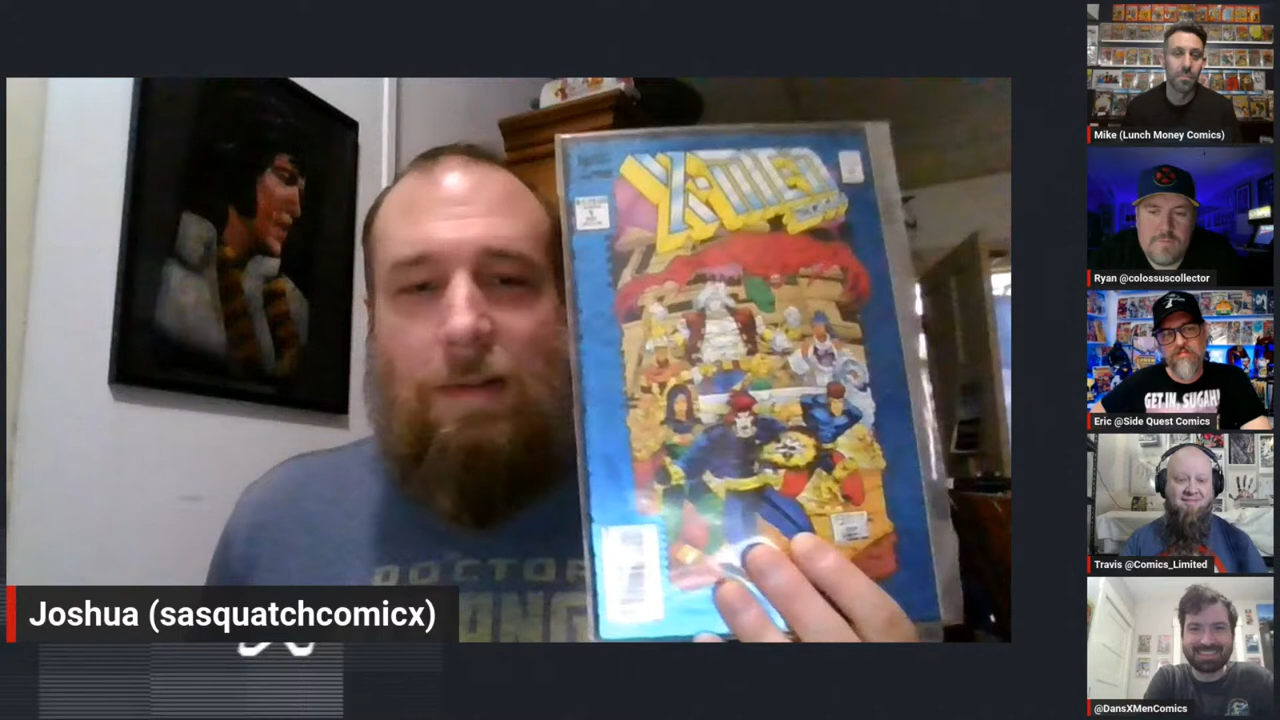 X-MEN
1
DOCTOR
Joshua (sasquatchcomicx)
Mike (Lunch Money Comics)
Ryan @colossuscollector
GET IN, SUGAH!
Eric @Side Quest Comics
Travis @Comics_Limited
@DansXMenComics